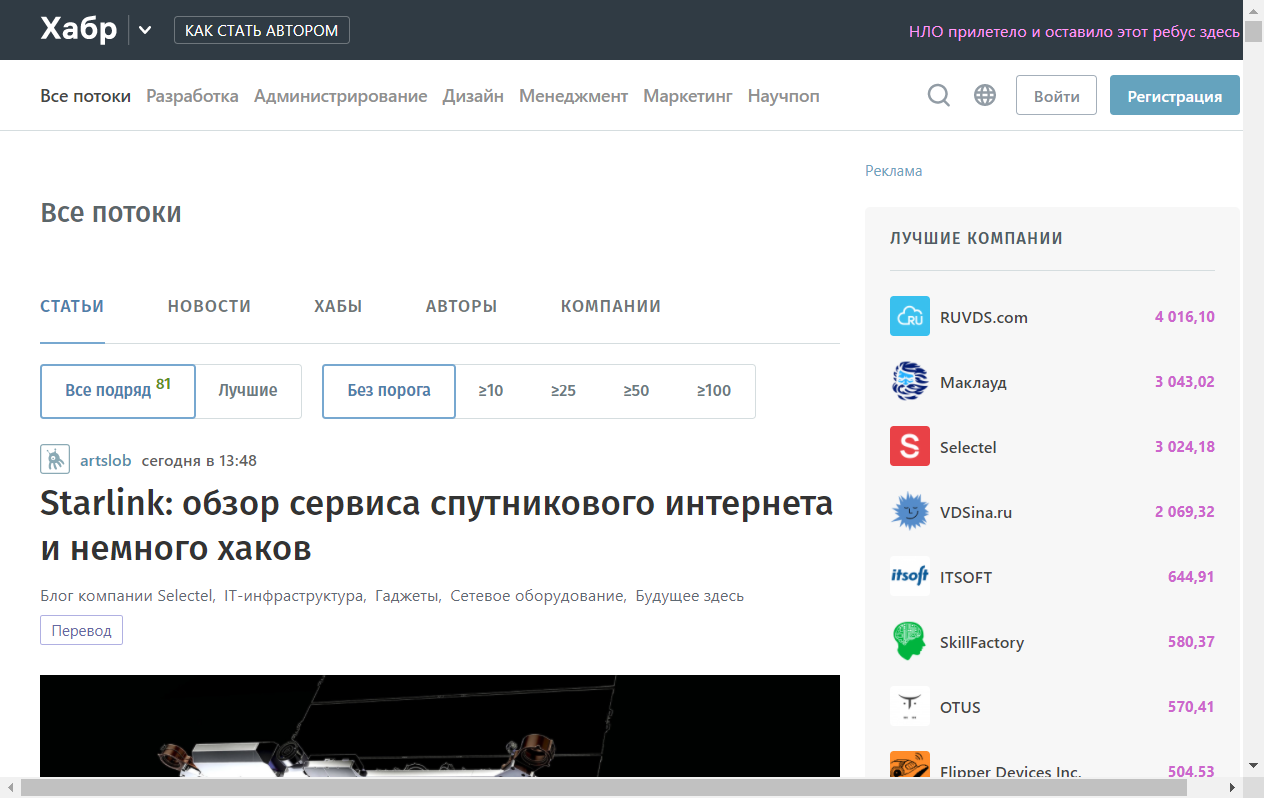 Хабр
КАК СТАТЬ АВТОРОМ
НЛО прилетело и оставило этот ребус здесь
Все потоки Разработка Администрирование Дизайн Менеджмент Маркетинг Научпоп
Войти
Регистрация
Реклама
Все потоки
СТАТЬИ НОВОСТИ ХАБЫ АВТОРЫ КОМПАНИИ
Все подряд 81 Лучшие
Без порога ≥10 ≥25 ≥50 ≥100
artslob сегодня в 13:48
Starlink: обзор сервиса спутникового интернета
и немного хаков
Блог компании Selectel, IT-инфраструктура, Гаджеты, Сетевое оборудование, Будущее здесь
Перевод
ЛУЧШИЕ КОМПАНИИ
RU
RUVDS.com 4 016,10
Маклауд 3 043,02
S
Selectel 3 024,18
VDSina.ru 2 069,32
itsoft
ITSOFT 644,91
SkillFactory 580,37
OTUS 570,41
Flipper Devices Inc. 504,53